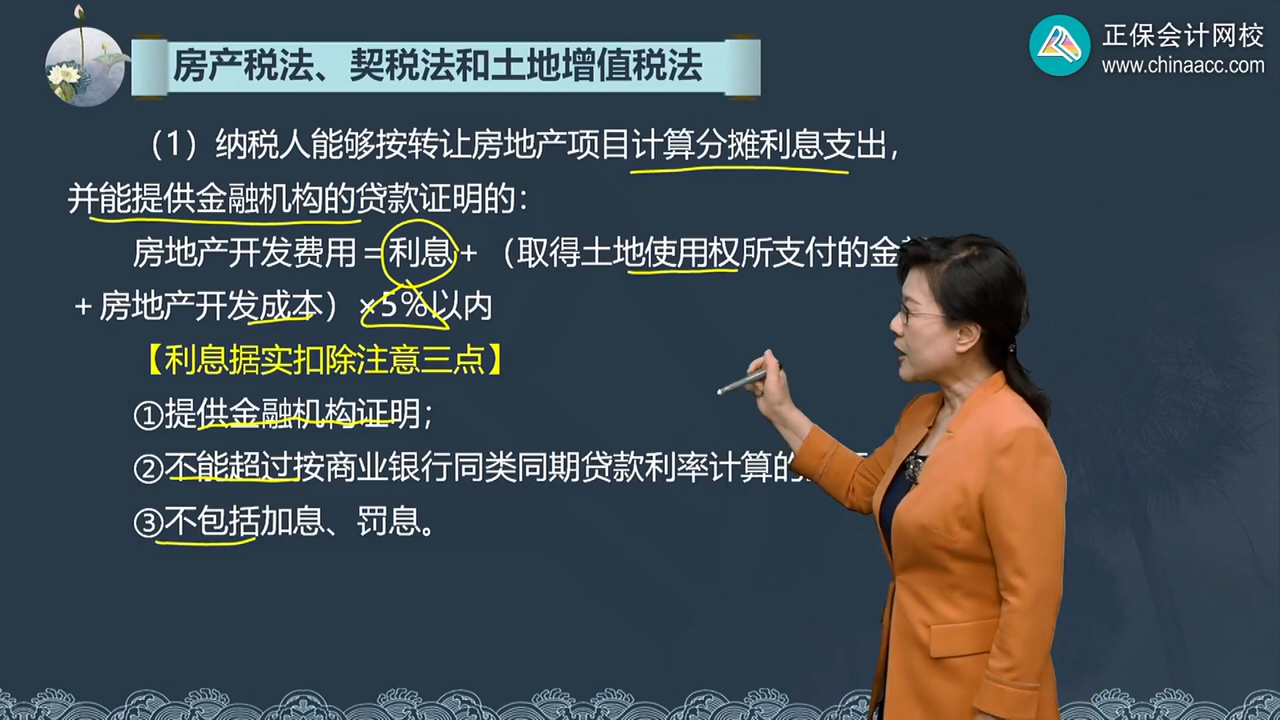 房产税法、契税法和土地增值税法
正保会计网校
www.chinaacc.com
（1）纳税人能够按转让房地产项目计算分摊利息支出，
并能提供金融机构的贷款证明的：
房地产开发费用＝利息＋（取得土地使用权所支付的金
＋房地产开发成本）×5％以内
【利息据实扣除注意三点】
①提供金融机构证明；
②不能超过按商业银行同类同期贷款利率计算的
③不包括加息、罚息。